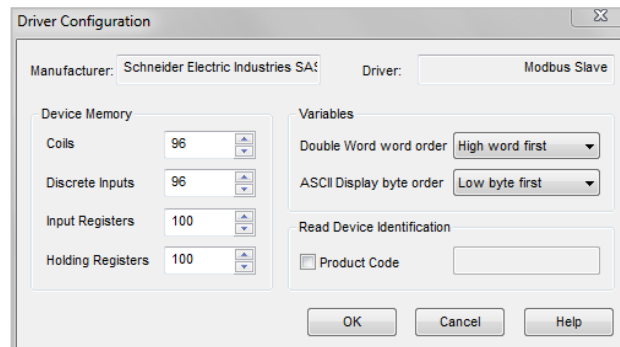 Driver Configuration
Manufacturer: Schneider Electric Industries SAS Driver: Modbus Slave
Device Memory
Coils 96
Discrete Inputs 96
Input Registers 100
Holding Registers 100
Variables
Double Word word order High word first
ASCII Display byte order Low byte first
Read Device Identification
Product Code
OK Cancel Help